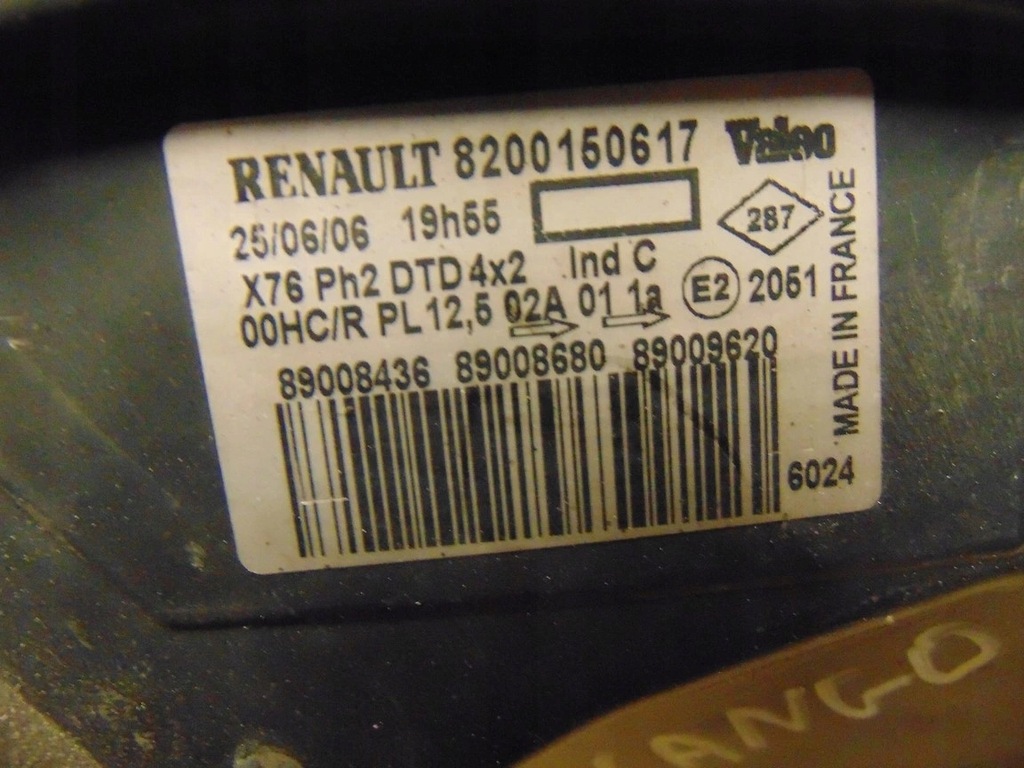 RENAULT 8200150617 Valeo
25/06/06 19h55
287
X76 Ph2 DTD 4x2 Ind C
E2 2051
00HC/R PL 12,5 02A 01 1a
MADE IN FRANCE
89008436 89008680 89009620
6024
KANGO